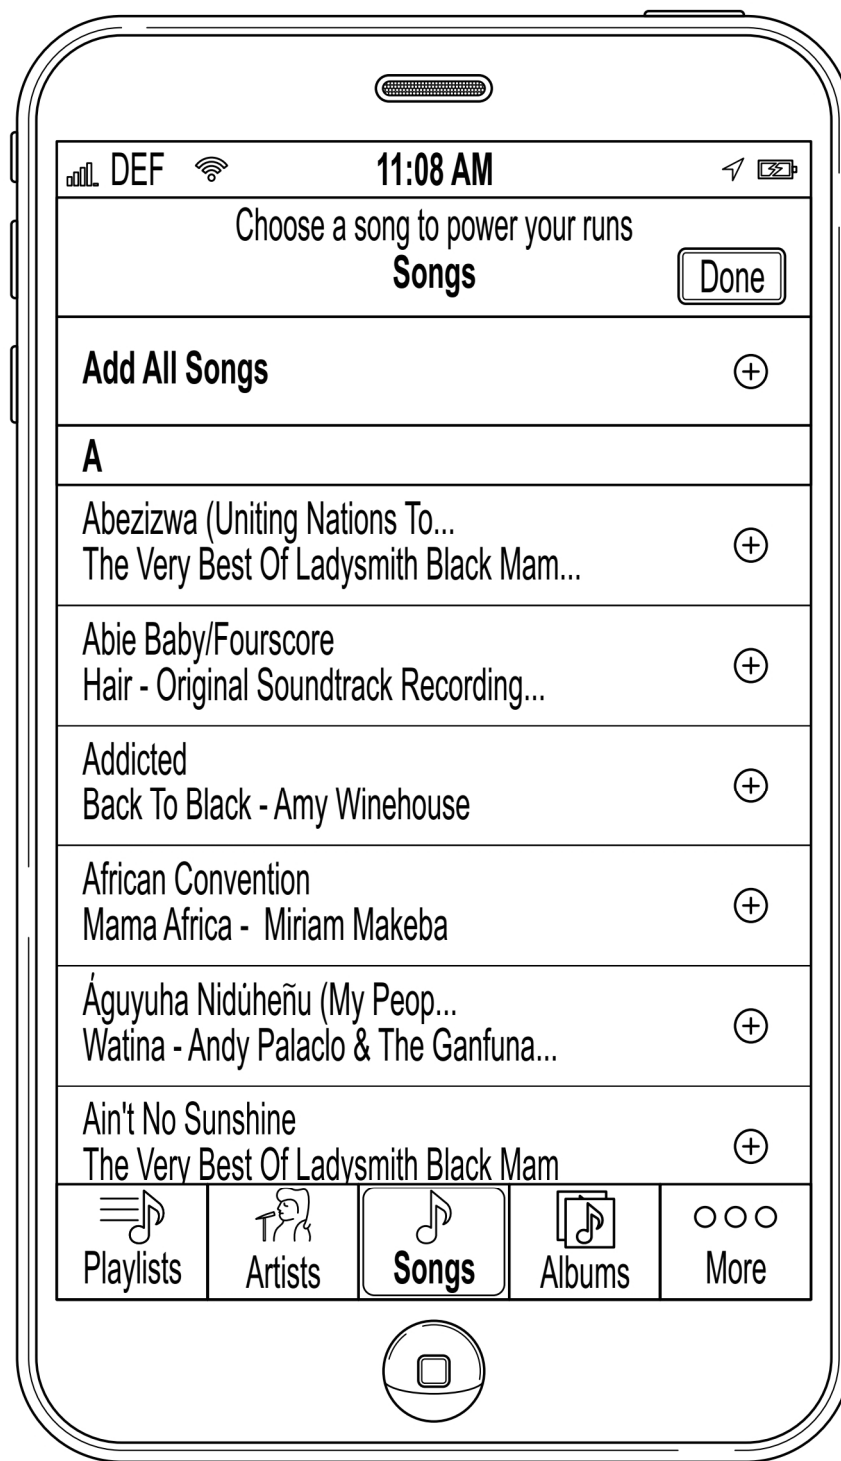 DEF 11:08 AM
Choose a song to power your runs
Songs
Done
Add All Songs
A
Abezizwa (Uniting Nations To...
The Very Best Of Ladysmith Black Mam...
Abie Baby/Fourscore
Hair - Original Soundtrack Recording...
Addicted
Back To Black - Amy Winehouse
African Convention
Mama Africa - Miriam Makeba
Águyuha Nidúheñu (My Peop...
Watina - Andy Palaclo & The Ganfuna...
Ain't No Sunshine
The Very Best Of Ladysmith Black Mam
Playlists Artists Songs Albums More